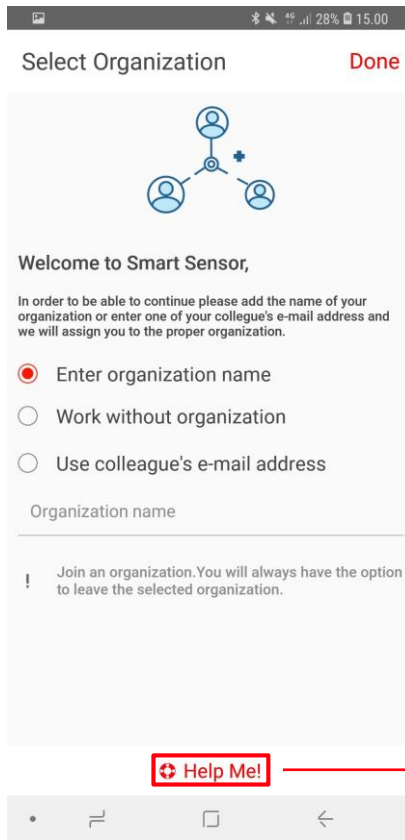 4G 28% 15.00
Select Organization Done
Welcome to Smart Sensor,
In order to be able to continue please add the name of your
organization or enter one of your collegue's e-mail address and
we will assign you to the proper organization.
Enter organization name
Work without organization
Use colleague's e-mail address
Organization name
! Join an organization.You will always have the option
to leave the selected organization.
Help Me!